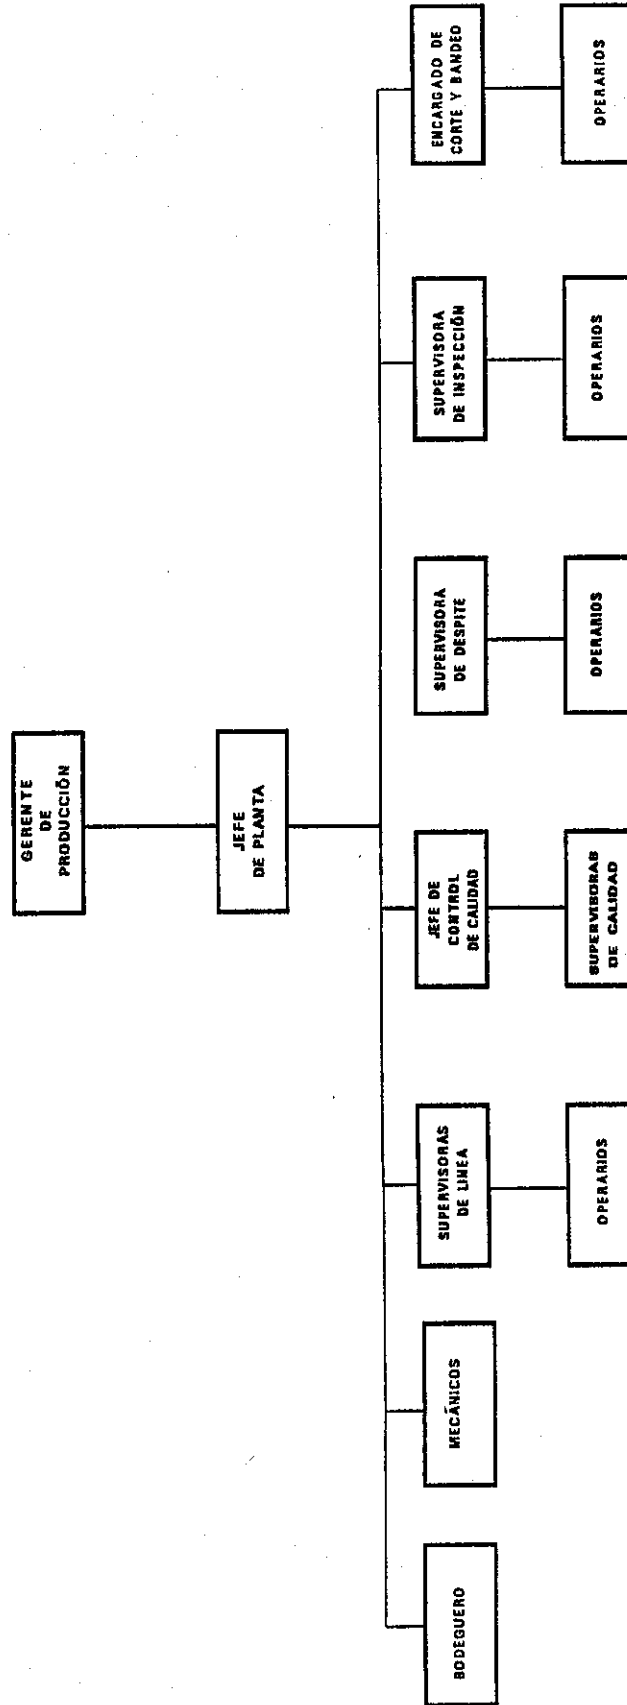 GERENTE
DE
PRODUCCIÓN
JEFE
DE PLANTA
BODEGUERO
MECÁNICOS
SUPERVISORAS
DE LINEA
JEFE DE
CONTROL
DE CALIDAD
SUPERVISORA
DE DESPITE
SUPERVISORA
DE INSPECCIÓN
ENCARGADO DE
CORTE Y BANDEO
OPERARIOS
SUPERVISORAS
DE CALIDAD
OPERARIOS
OPERARIOS
OPERARIOS